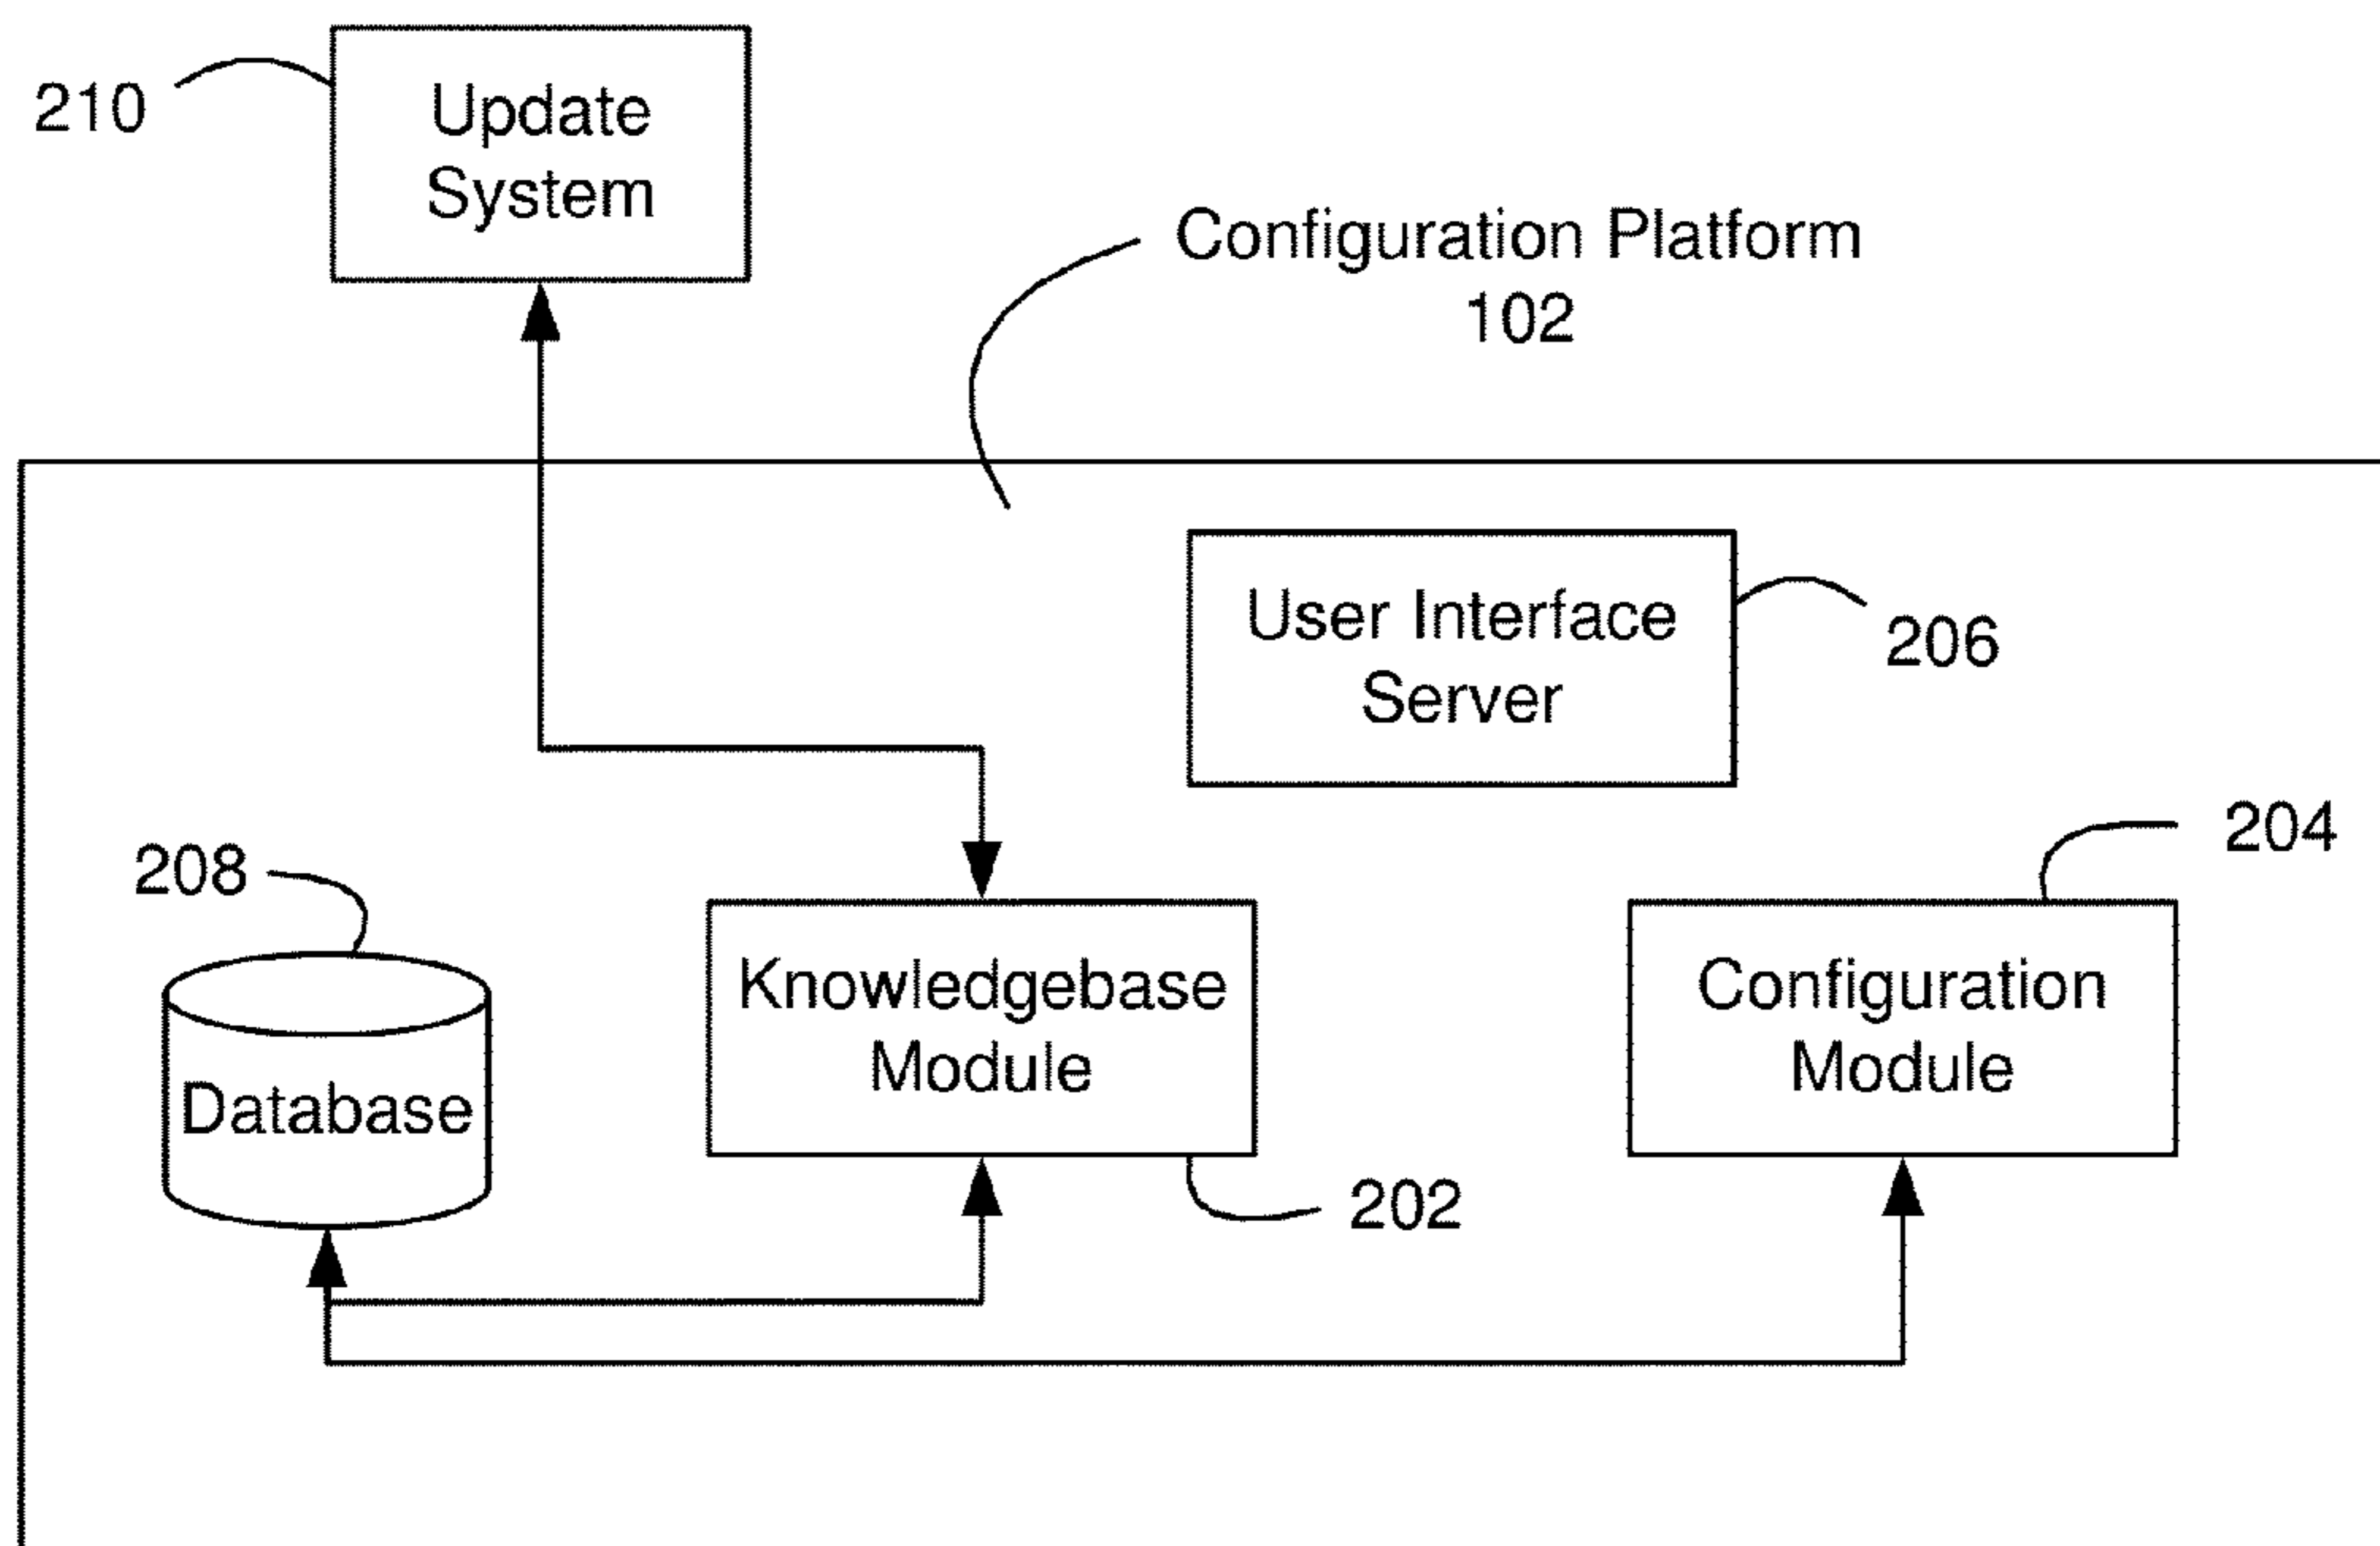 210
Update
System
Configuration Platform
102
User Interface
Server
206
204
208
Knowledgebase
Module
Configuration
Module
Database
202